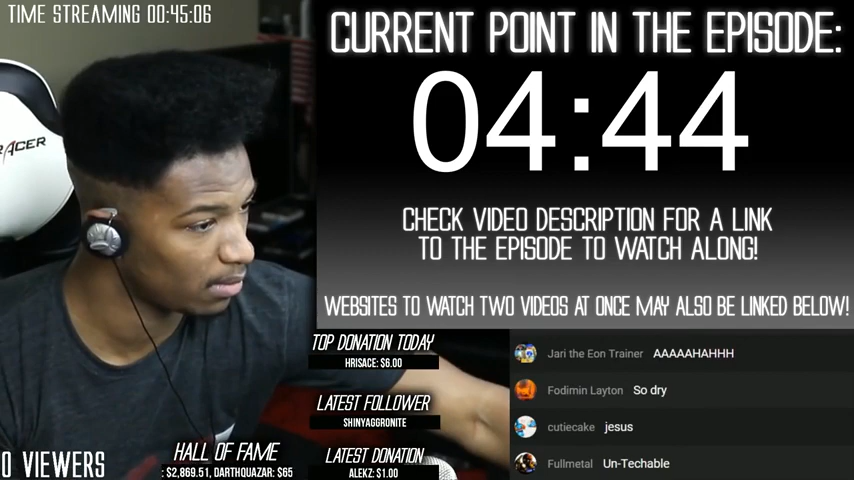 TIME STREAMING 00:45:06
CURRENT POINT IN THE EPISODE:
04:44
CHECK VIDEO DESCRIPTION FOR A LINK
TO THE EPISODE TO WATCH ALONG!
WEBSITES TO WATCH TWO VIDEOS AT ONCE MAY ALSO BE LINKED BELOW!
ACER
TOP DONATION TODAY
HRISACE: $6.00
LATEST FOLLOWER
SHINYAGGRONITE
LATEST DONATION
ALEKZ: $1.00
HALL OF FAME
: $2,869.51, DARTHQUAZAR: $65
0 VIEWERS
Jari the Eon Trainer AAAAAHAHHH
Fodimin Layton So dry
cutiecake jesus
Fullmetal Un-Techable